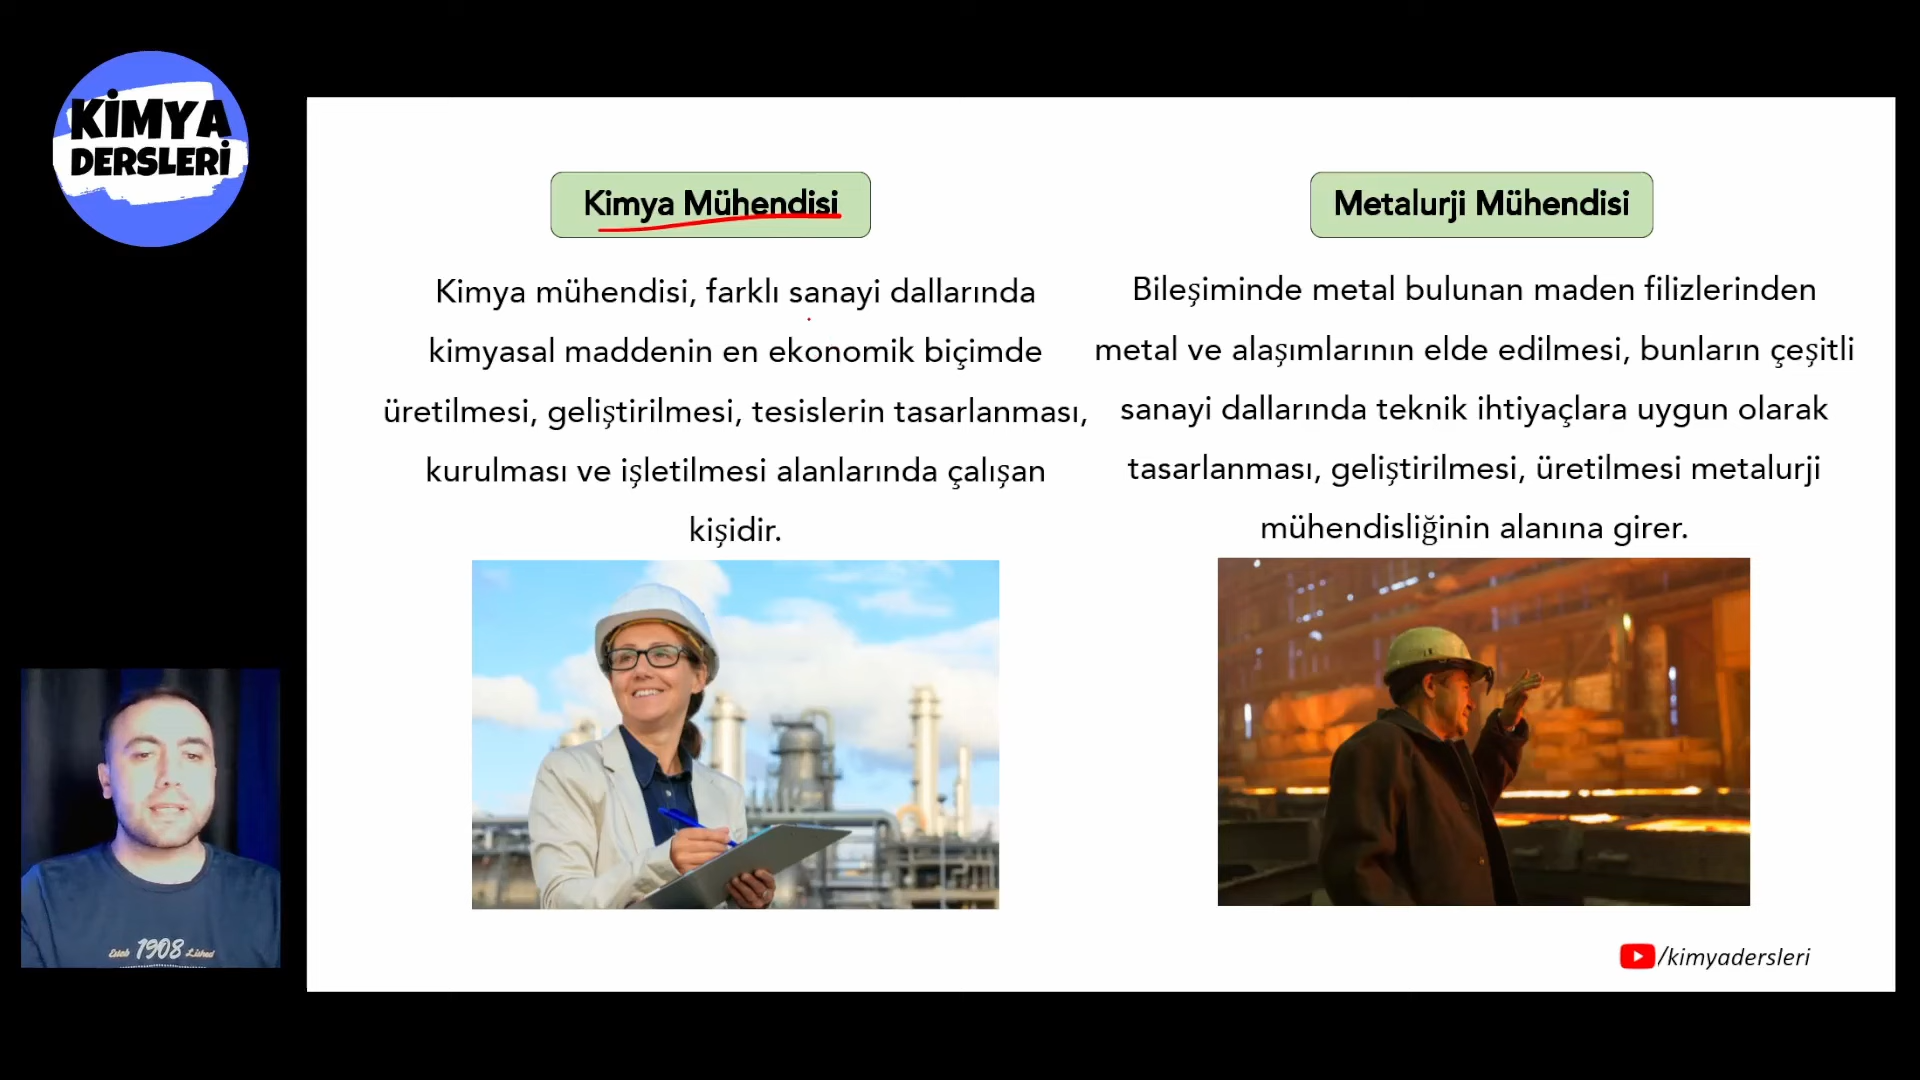 KİMYA
DERSLERİ
Kimya Mühendisi
Kimya mühendisi, farklı sanayi dallarında
kimyasal maddenin en ekonomik biçimde
üretilmesi, geliştirilmesi, tesislerin tasarlanması,
kurulması ve işletilmesi alanlarında çalışan
kişidir.
Metalurji Mühendisi
Bileşiminde metal bulunan maden filizlerinden
metal ve alaşımlarının elde edilmesi, bunların çeşitli
sanayi dallarında teknik ihtiyaçlara uygun olarak
tasarlanması, geliştirilmesi, üretilmesi metalurji
mühendisliğinin alanına girer.
Estab 1908 Lished
/kimyadersleri